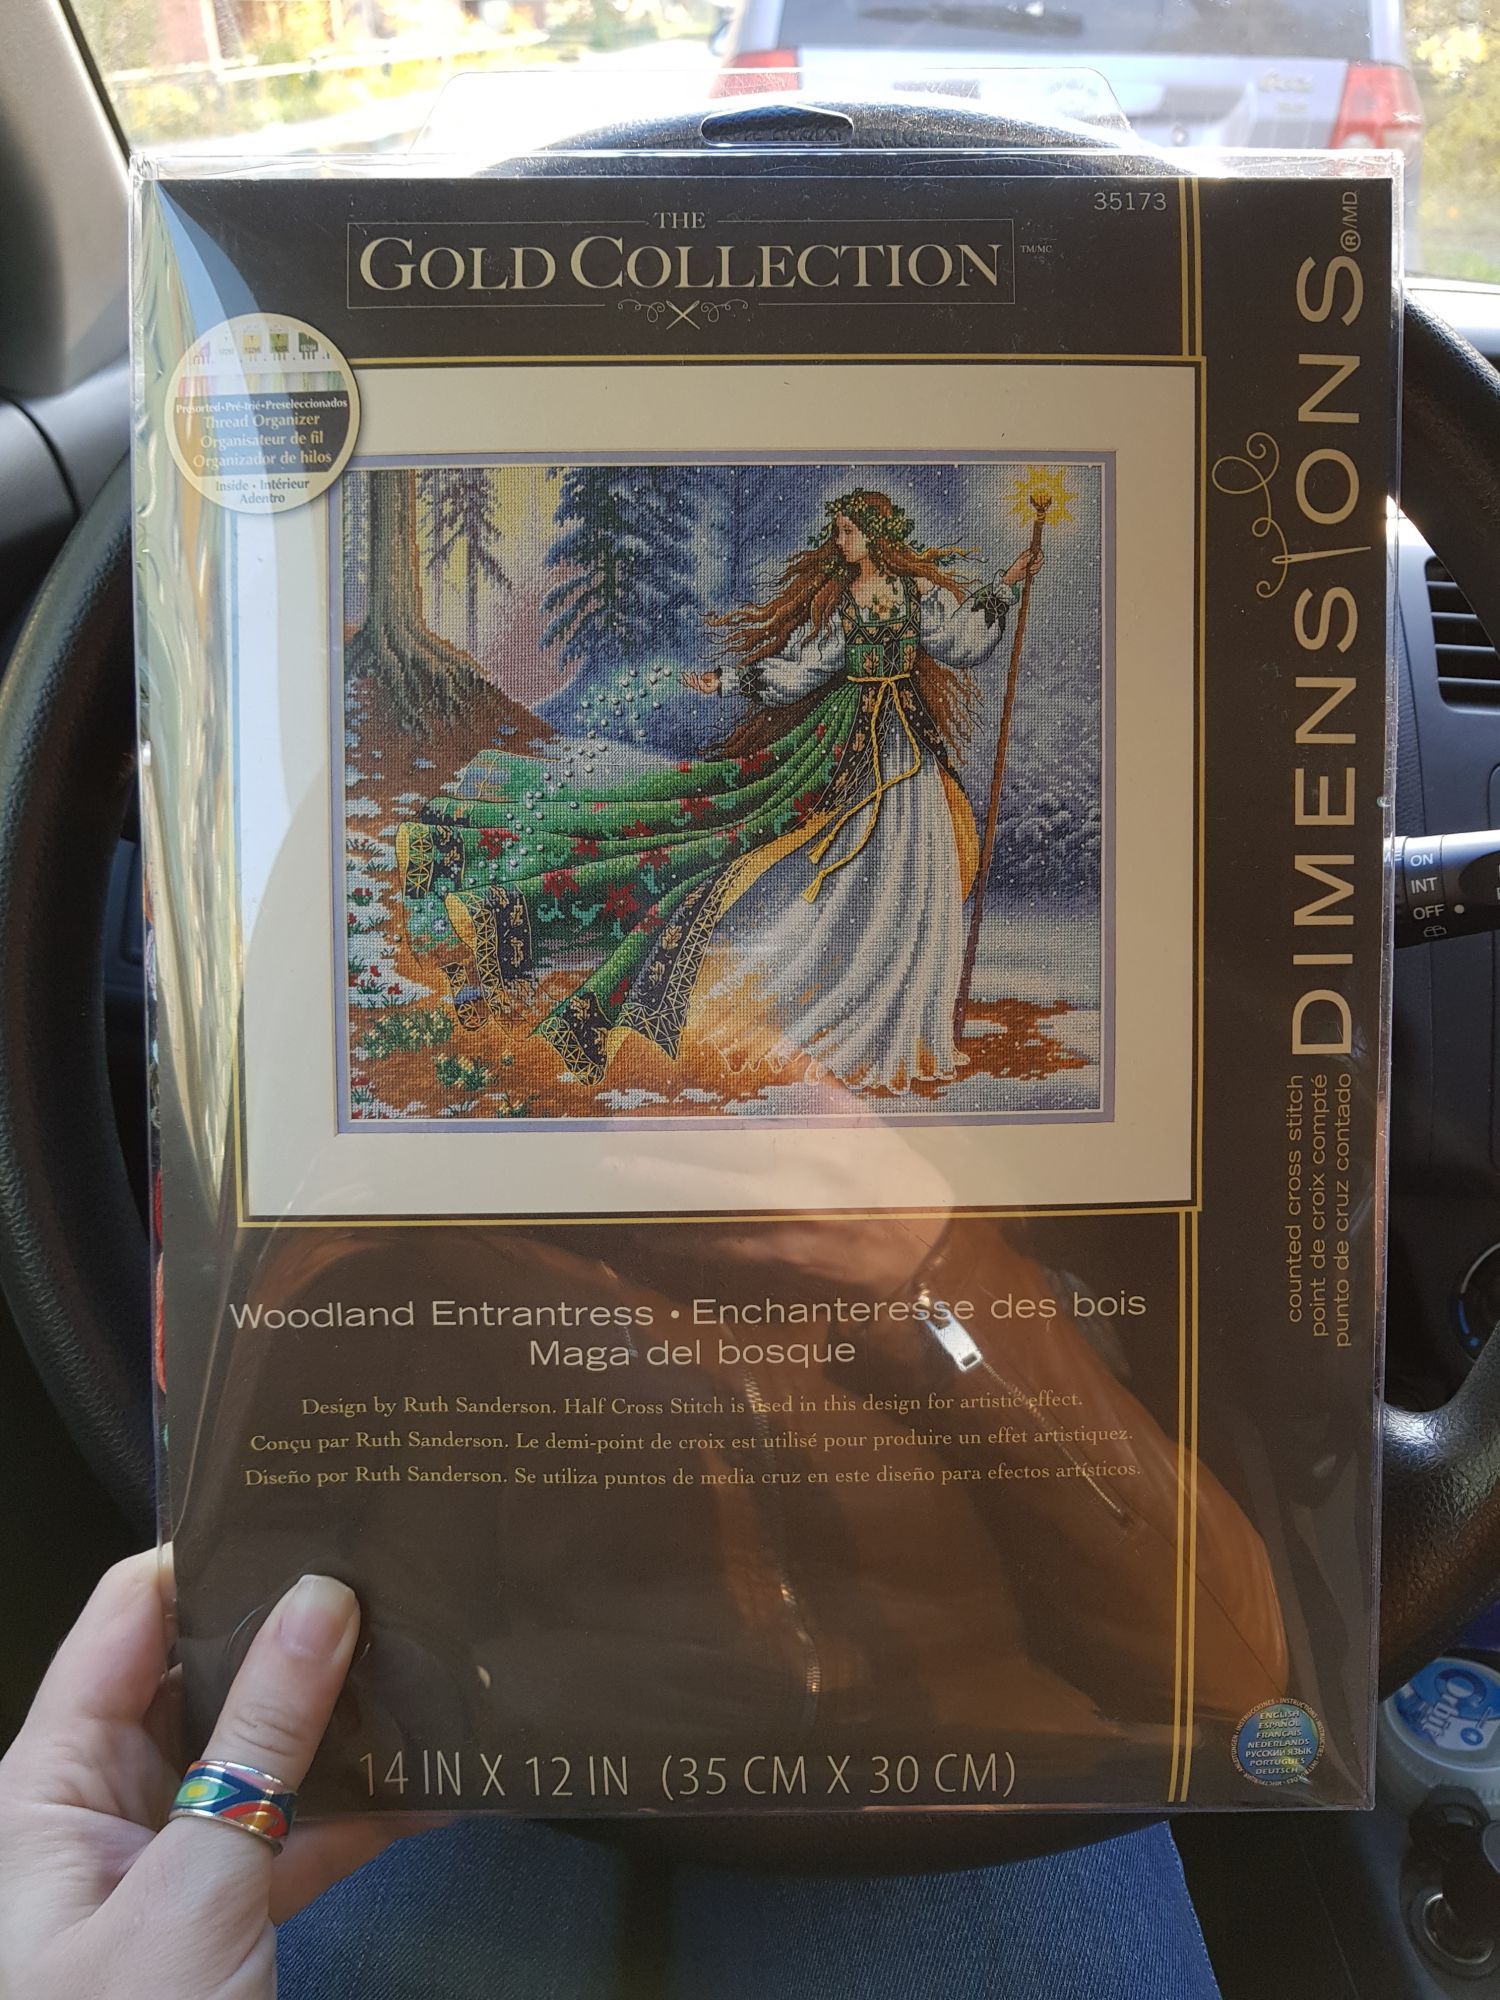 35173
THE
GOLD COLLECTION
TM/MC
Presorted•Pré-trié•Preseleccionados
Thread Organizer
Organisateur de fil
Organizador de hilos
Inside • Intérieur
Adentro
DIMENSIONS®/MD
counted cross stitch
point de croix compté
punto de cruz contado
Woodland Entrantress • Enchanteresse des bois
Maga del bosque
Design by Ruth Sanderson. Half Cross Stitch is used in this design for artistic effect.
Conçu par Ruth Sanderson. Le demi-point de croix est utilisé pour produire un effet artistiquez.
Diseño por Ruth Sanderson. Se utiliza puntos de media cruz en este diseño para efectos artísticos.
14 IN X 12 IN (35 CM X 30 CM)
ENGLISH
ESPAÑOL
FRANÇAIS
NEDERLANDS
РУССКИЙ ЯЗЫК
PORTUGUÊS
DEUTSCH
ON
INT
OFF
Orbit